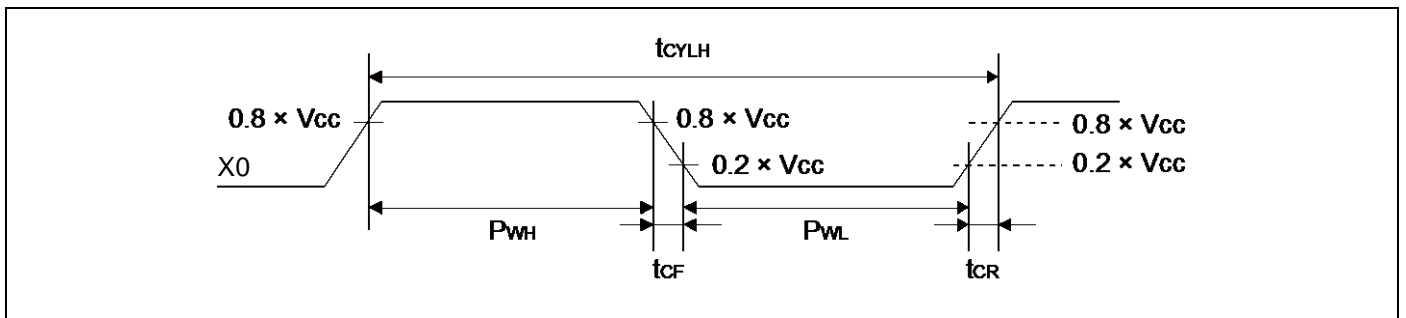 tCYLH
0.8 × Vcc
0.8 × Vcc
0.8 × Vcc
X0
0.2 × Vcc
0.2 × Vcc
PWH
PWL
tCF
tCR